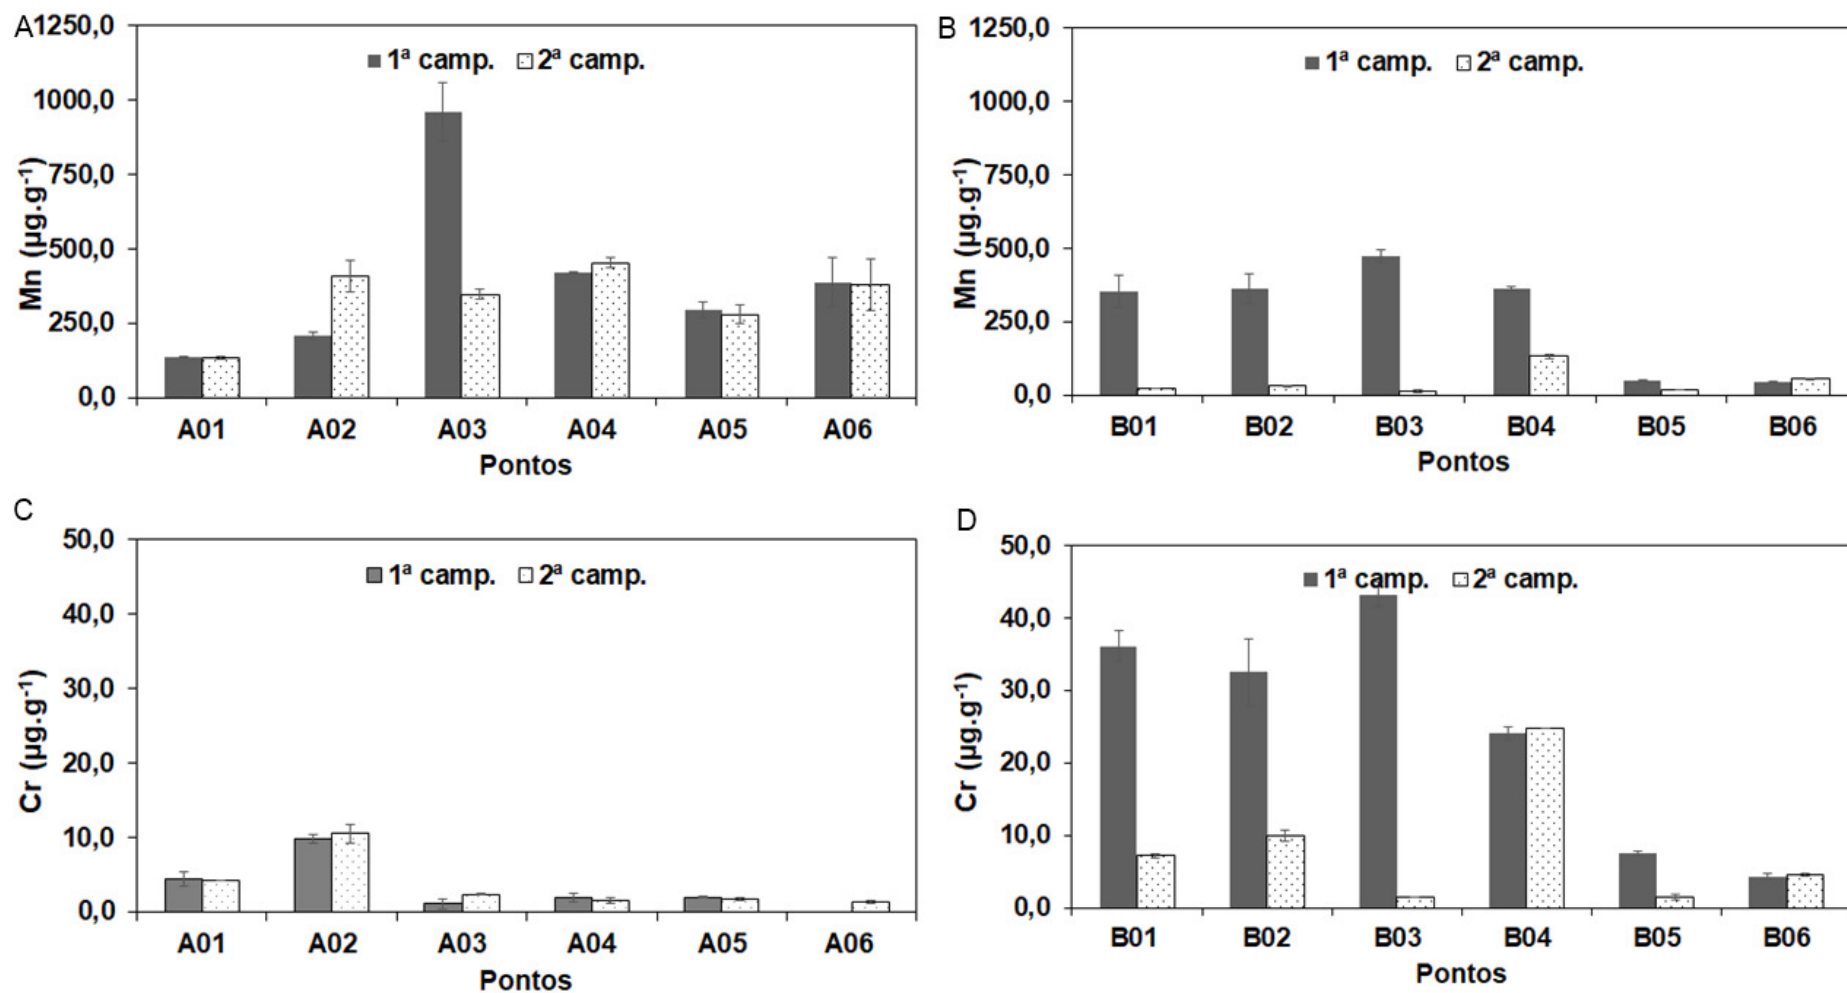 A
1250,0
1000,0
750,0
500,0
250,0
0,0
Mn (µg.g⁻¹)
1ª camp. 2ª camp.
A01 A02 A03 A04 A05 A06
Pontos
B
1250,0
1000,0
750,0
500,0
250,0
0,0
Mn (µg.g⁻¹)
1ª camp. 2ª camp.
B01 B02 B03 B04 B05 B06
Pontos
C
50,0
40,0
30,0
20,0
10,0
0,0
Cr (µg.g⁻¹)
1ª camp. 2ª camp.
A01 A02 A03 A04 A05 A06
Pontos
D
50,0
40,0
30,0
20,0
10,0
0,0
Cr (µg.g⁻¹)
1ª camp. 2ª camp.
B01 B02 B03 B04 B05 B06
Pontos